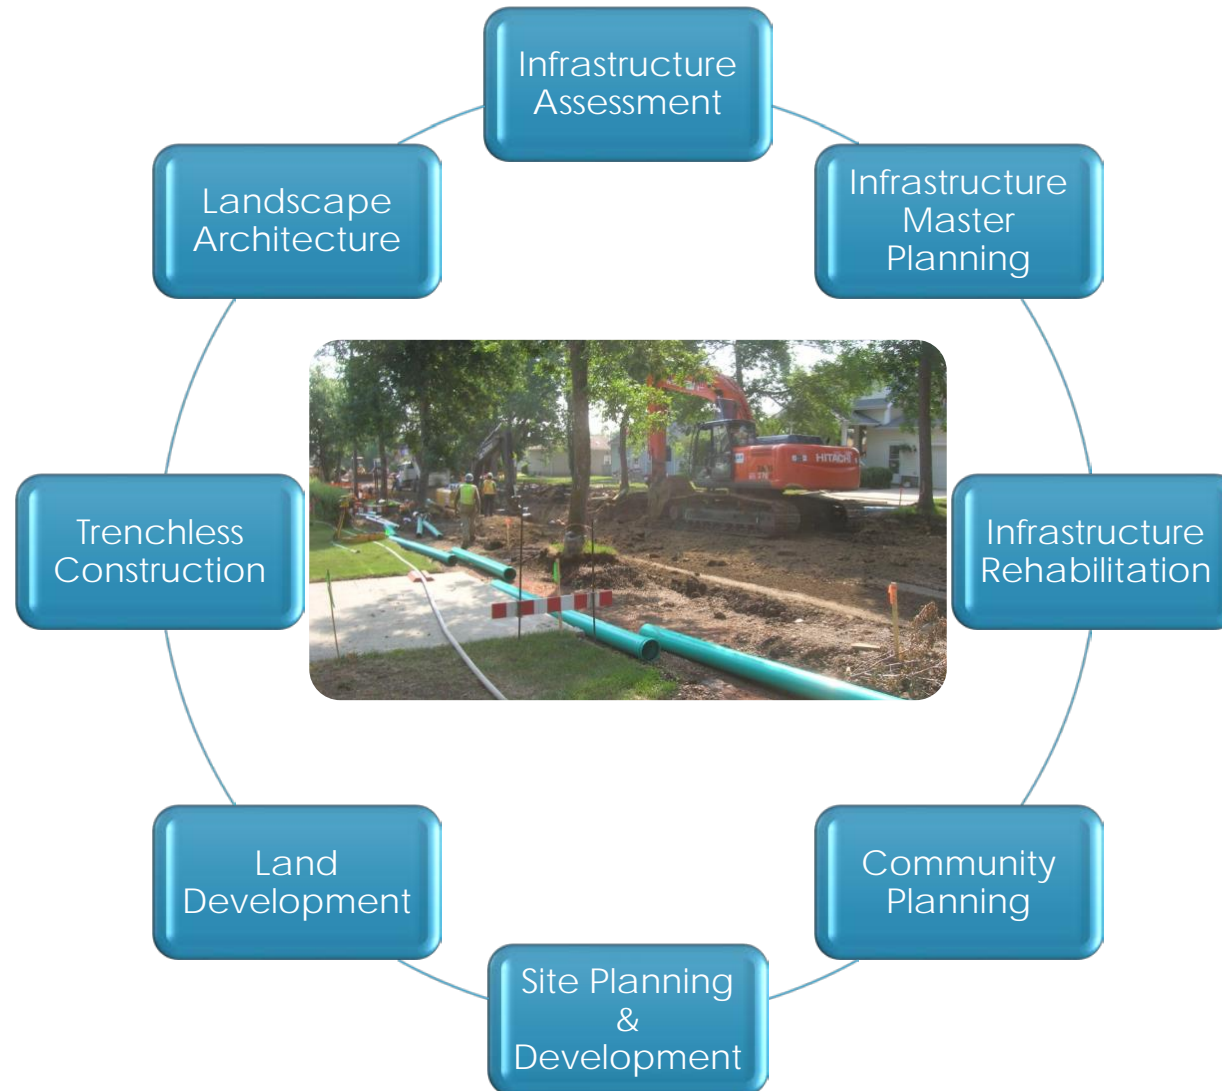 Infrastructure
Assessment
Infrastructure
Master
Planning
Infrastructure
Rehabilitation
Community
Planning
Site Planning
&
Development
Land
Development
Trenchless
Construction
Landscape
Architecture
HITACHI